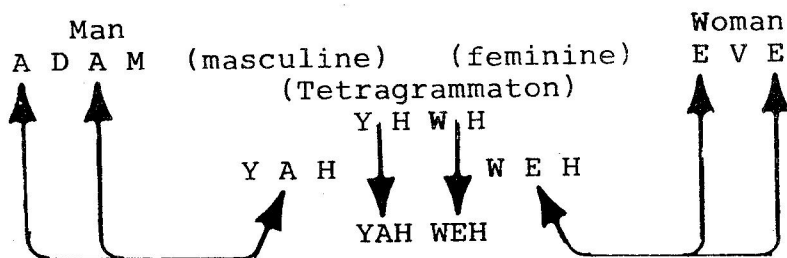 Man Woman
A D A M (masculine) (feminine) E V E
(Tetragrammaton)
Y H W H
Y A H W E H
YAH WEH